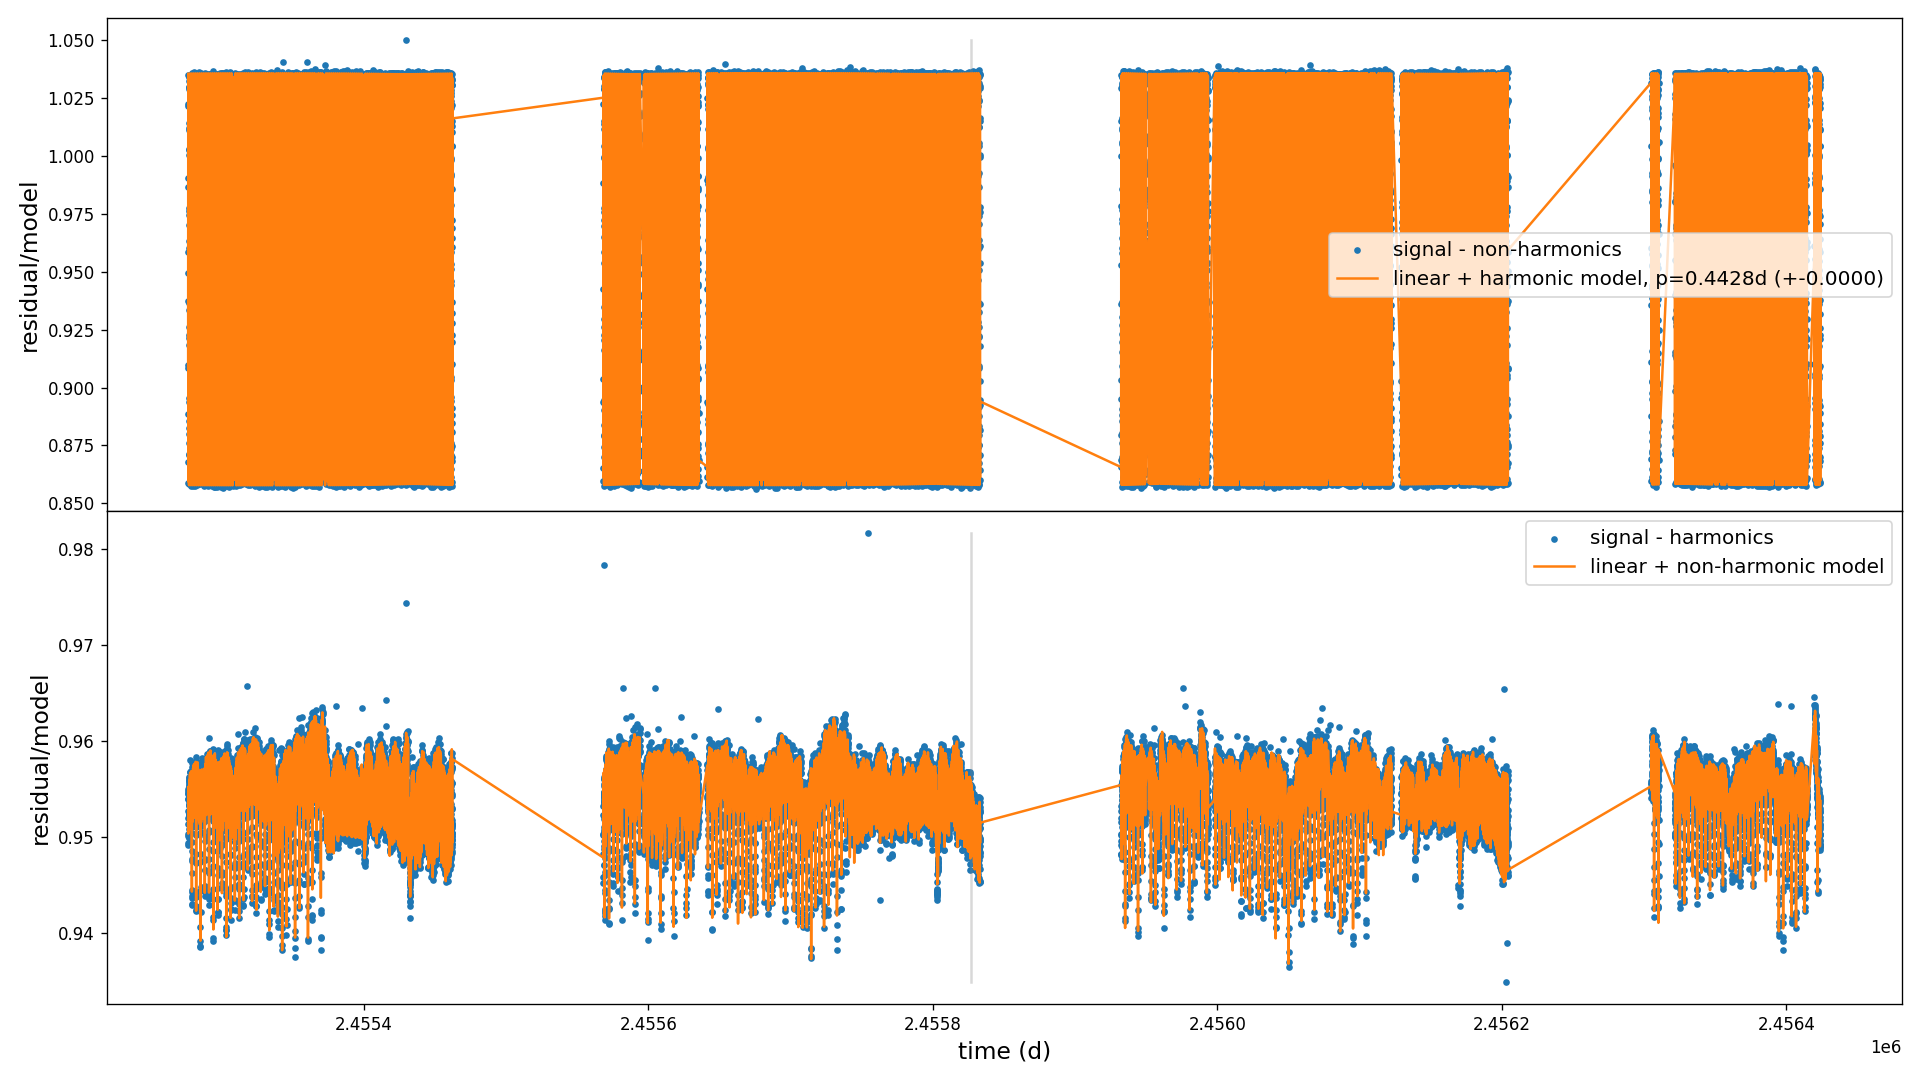 1.050
1.025
1.000
0.975
0.950
0.925
0.900
0.875
0.850
residual/model
signal - non-harmonics
linear + harmonic model, p=0.4428d (+-0.0000)
0.98
0.97
0.96
0.95
0.94
residual/model
signal - harmonics
linear + non-harmonic model
2.4554
2.4556
2.4558
2.4560
2.4562
2.4564
time (d)
1e6